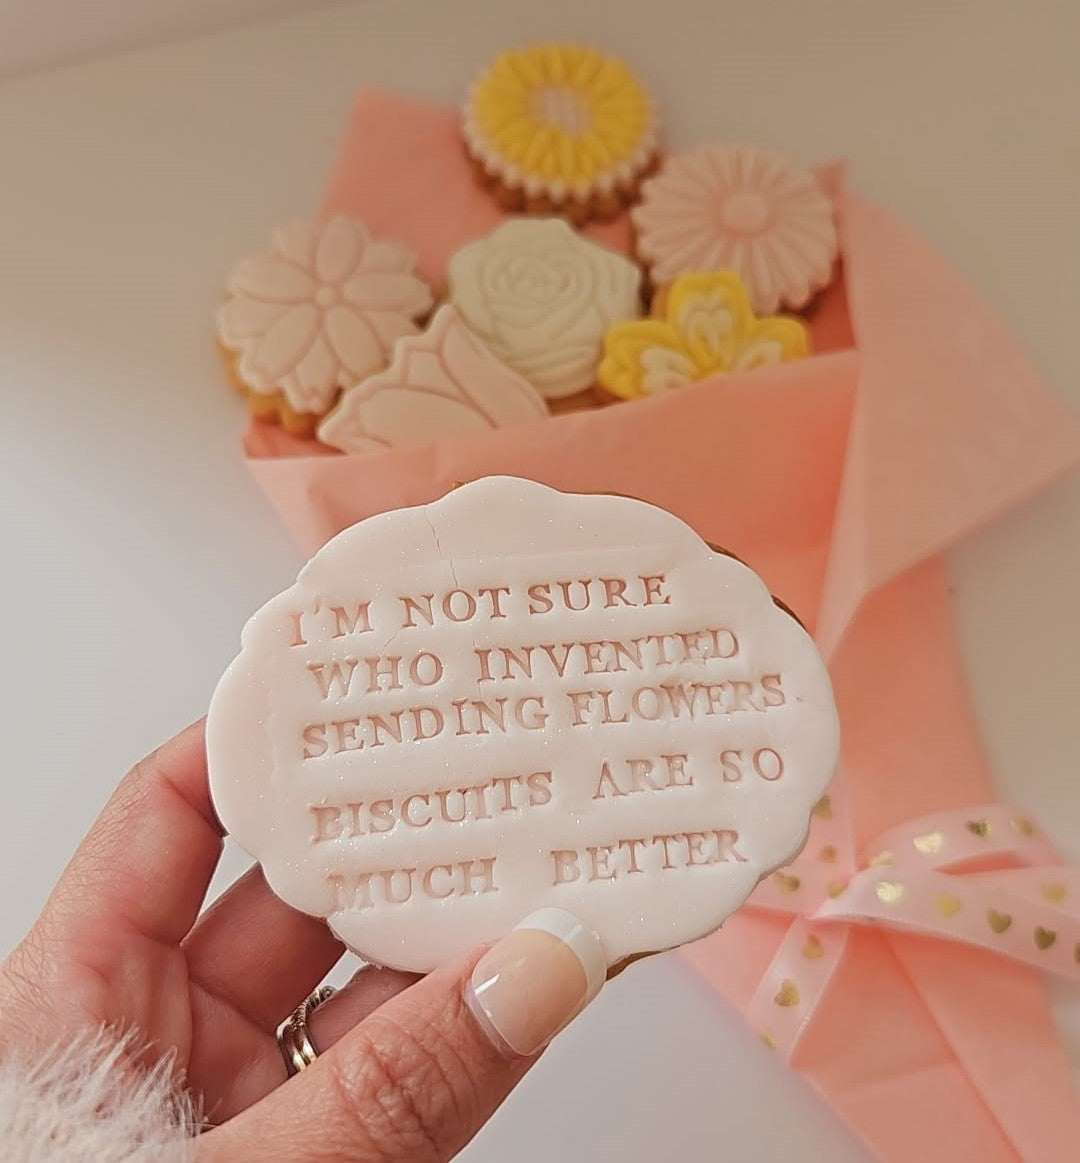 I'M NOT SURE
WHO INVENTED
SENDING FLOWERS.
BISCUITS ARE SO
MUCH BETTER